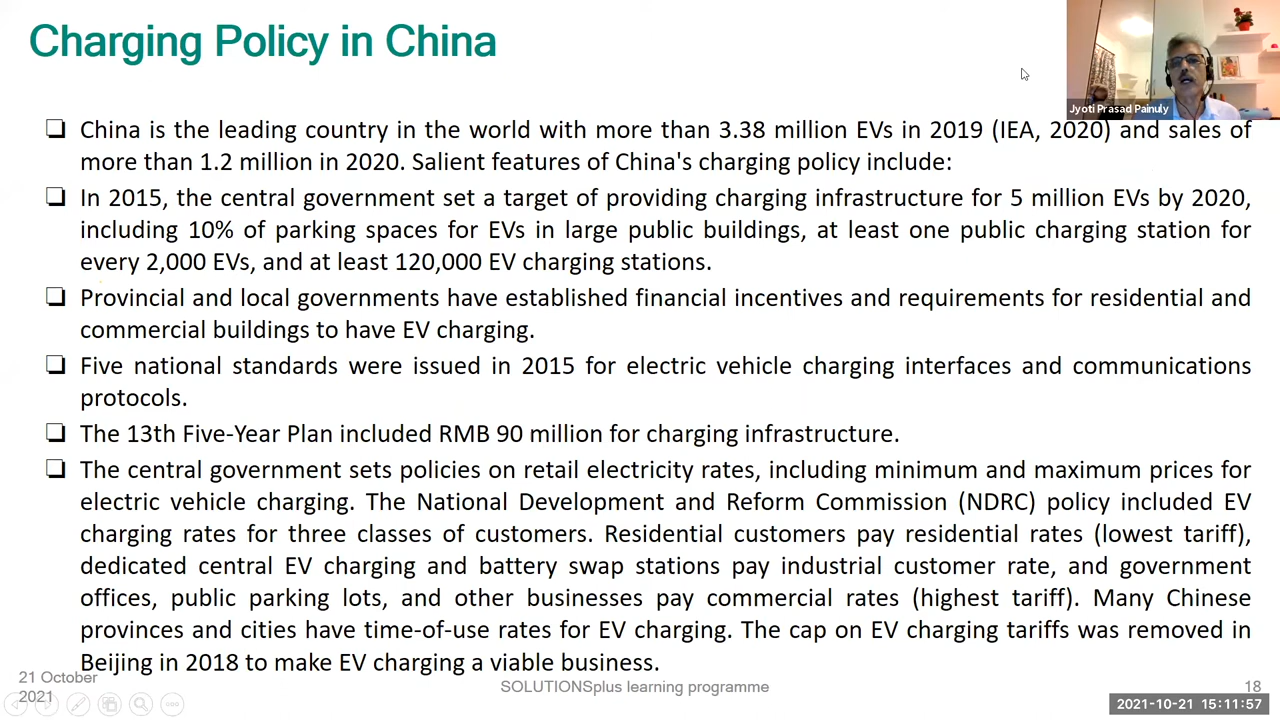 Charging Policy in China
Jyoti Prasad Painuly
China is the leading country in the world with more than 3.38 million EVs in 2019 (IEA, 2020) and sales of
more than 1.2 million in 2020. Salient features of China's charging policy include:
In 2015, the central government set a target of providing charging infrastructure for 5 million EVs by 2020,
including 10% of parking spaces for EVs in large public buildings, at least one public charging station for
every 2,000 EVs, and at least 120,000 EV charging stations.
Provincial and local governments have established financial incentives and requirements for residential and
commercial buildings to have EV charging.
Five national standards were issued in 2015 for electric vehicle charging interfaces and communications
protocols.
The 13th Five-Year Plan included RMB 90 million for charging infrastructure.
The central government sets policies on retail electricity rates, including minimum and maximum prices for
electric vehicle charging. The National Development and Reform Commission (NDRC) policy included EV
charging rates for three classes of customers. Residential customers pay residential rates (lowest tariff),
dedicated central EV charging and battery swap stations pay industrial customer rate, and government
offices, public parking lots, and other businesses pay commercial rates (highest tariff). Many Chinese
provinces and cities have time-of-use rates for EV charging. The cap on EV charging tariffs was removed in
Beijing in 2018 to make EV charging a viable business.
21 October
2021
SOLUTIONSplus learning programme
18
2021-10-21 15:11:57